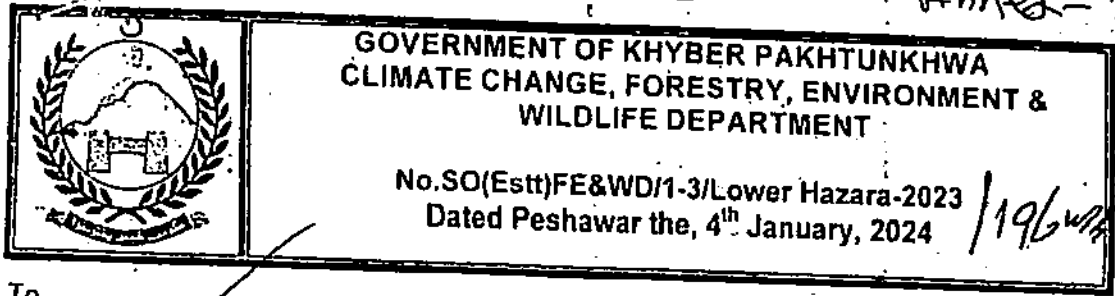 GOVERNMENT OF KHYBER PAKHTUNKHWA
CLIMATE CHANGE, FORESTRY, ENVIRONMENT &
WILDLIFE DEPARTMENT
No.SO(Estt)FE&WD/1-3/Lower Hazara-2023
Dated Peshawar the, 4th January, 2024
/196
To